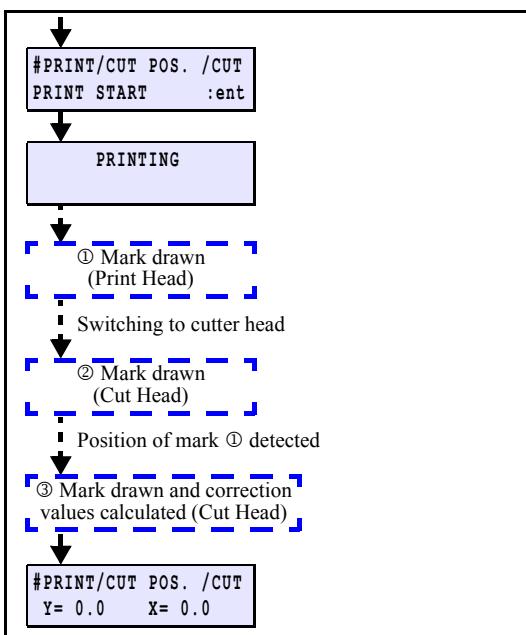 #PRINT/CUT POS. /CUT
PRINT START :ent
PRINTING
① Mark drawn
(Print Head)
Switching to cutter head
② Mark drawn
(Cut Head)
Position of mark ① detected
③ Mark drawn and correction
values calculated (Cut Head)
#PRINT/CUT POS. /CUT
Y= 0.0 X= 0.0